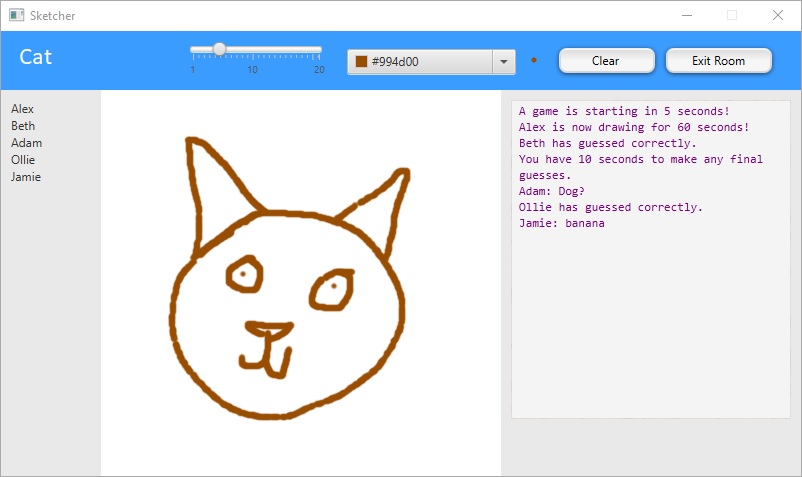 Sketcher
Cat
1 10 20
#994d00
Clear
Exit Room
Alex
Beth
Adam
Ollie
Jamie
A game is starting in 5 seconds!
Alex is now drawing for 60 seconds!
Beth has guessed correctly.
You have 10 seconds to make any final
guesses.
Adam: Dog?
Ollie has guessed correctly.
Jamie: banana